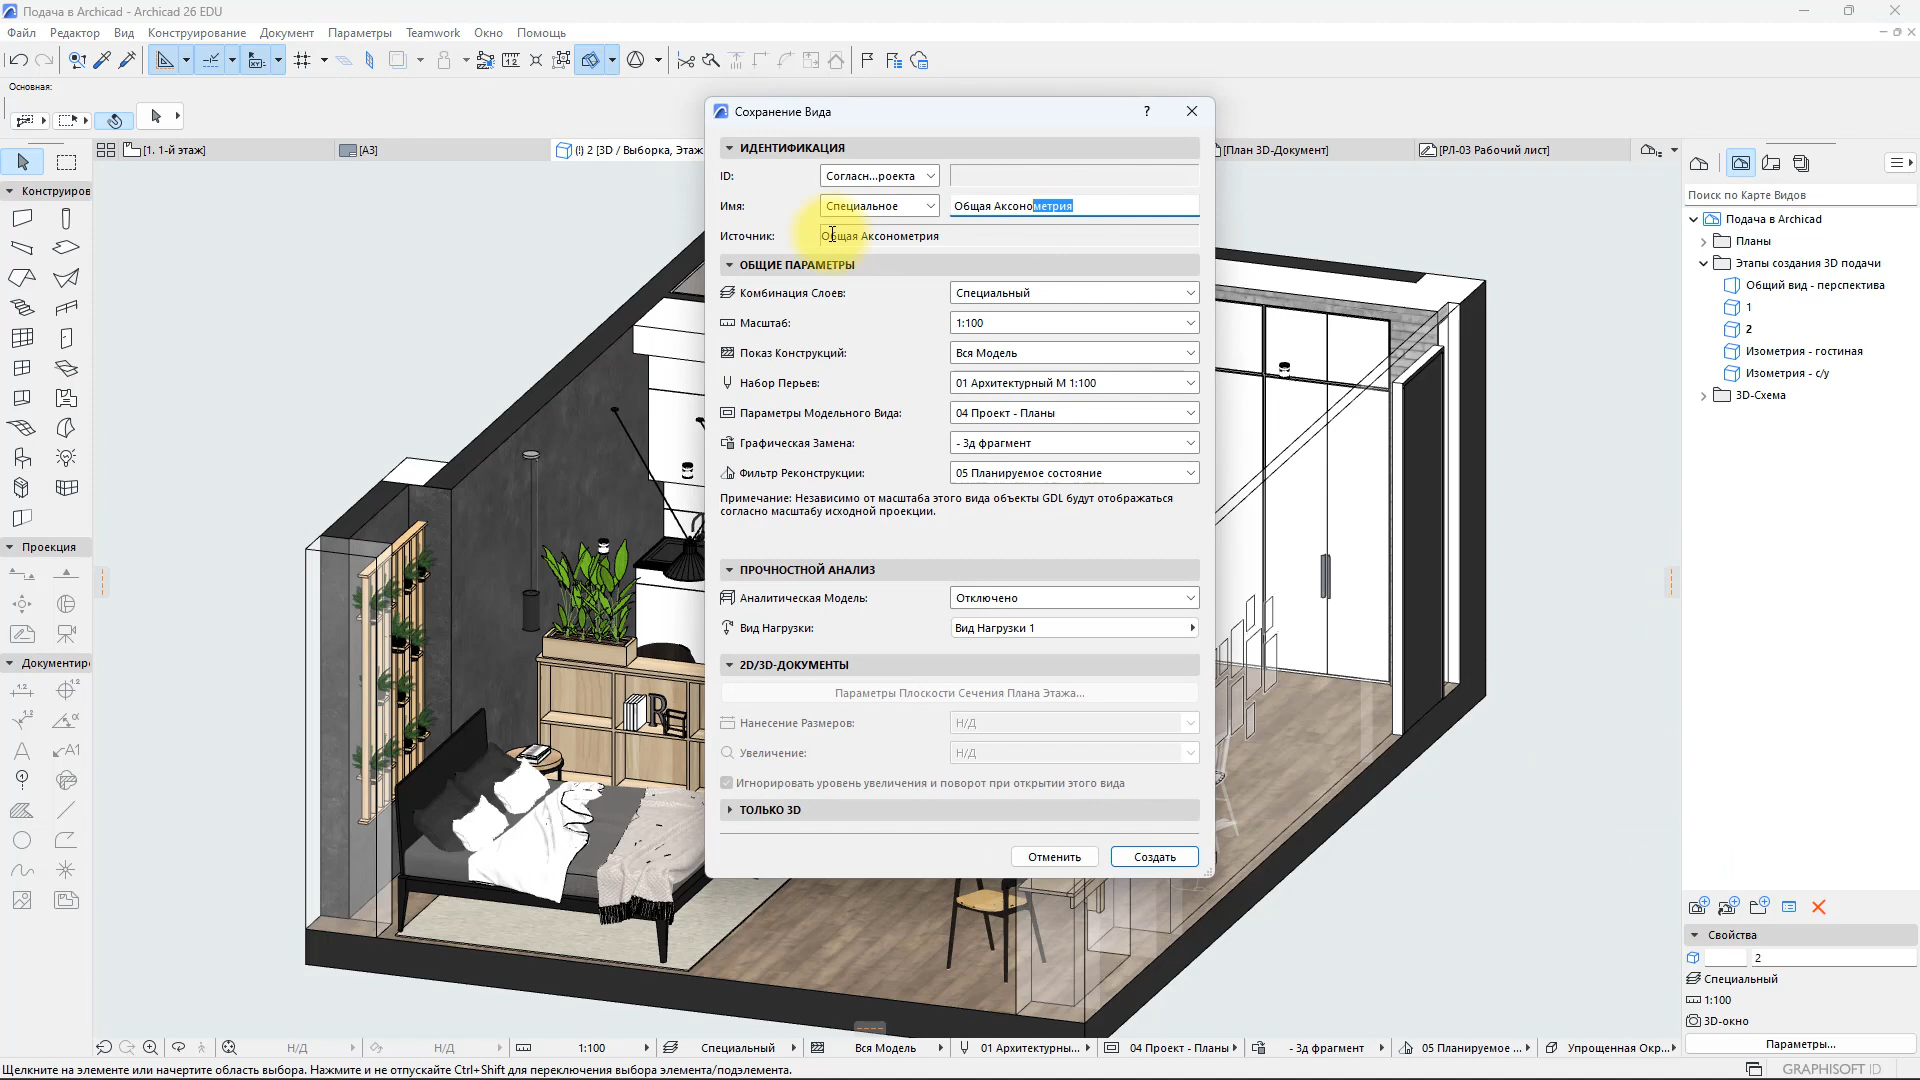 Подача в Archicad - Archicad 26 EDU
Файл Редактор Вид Конструирование Документ Параметры Teamwork Окно Помощь
Основная:
[1. 1-й этаж]
[А3]
(!) 2 [3D / Выборка, Этаж
[План 3D-Документ]
[РЛ-03 Рабочий лист]
Конструиров
Проекция
Документир
Сохранение Вида
ИДЕНТИФИКАЦИЯ
ID: Согласн...роекта
Имя: Специальное Общая Аксонометрия
Источник: Общая Аксонометрия
ОБЩИЕ ПАРАМЕТРЫ
Комбинация Слоев: Специальный
Масштаб: 1:100
Показ Конструкций: Вся Модель
Набор Перьев: 01 Архитектурный М 1:100
Параметры Модельного Вида: 04 Проект - Планы
Графическая Замена: - 3д фрагмент
Фильтр Реконструкции: 05 Планируемое состояние
Примечание: Независимо от масштаба этого вида объекты GDL будут отображаться
согласно масштабу исходной проекции.
ПРОЧНОСТНОЙ АНАЛИЗ
Аналитическая Модель: Отключено
Вид Нагрузки: Вид Нагрузки 1
2D/3D-ДОКУМЕНТЫ
Параметры Плоскости Сечения Плана Этажа...
Нанесение Размеров: Н/Д
Увеличение: Н/Д
Игнорировать уровень увеличения и поворот при открытии этого вида
ТОЛЬКО 3D
Отменить Создать
Поиск по Карте Видов
Подача в Archicad
Планы
Этапы создания 3D подачи
Общий вид - перспектива
1
2
Изометрия - гостиная
Изометрия - с/у
3D-Схема
Свойства
2
Специальный
1:100
3D-окно
Параметры...
Н/Д Н/Д 1:100 Специальный Вся Модель 01 Архитектурны... 04 Проект - Планы - 3д фрагмент 05 Планируемое ... Упрощенная Окр...
Щелкните на элементе или начертите область выбора. Нажмите и не отпускайте Ctrl+Shift для переключения выбора элемента/подэлемента.
GRAPHISOFT ID